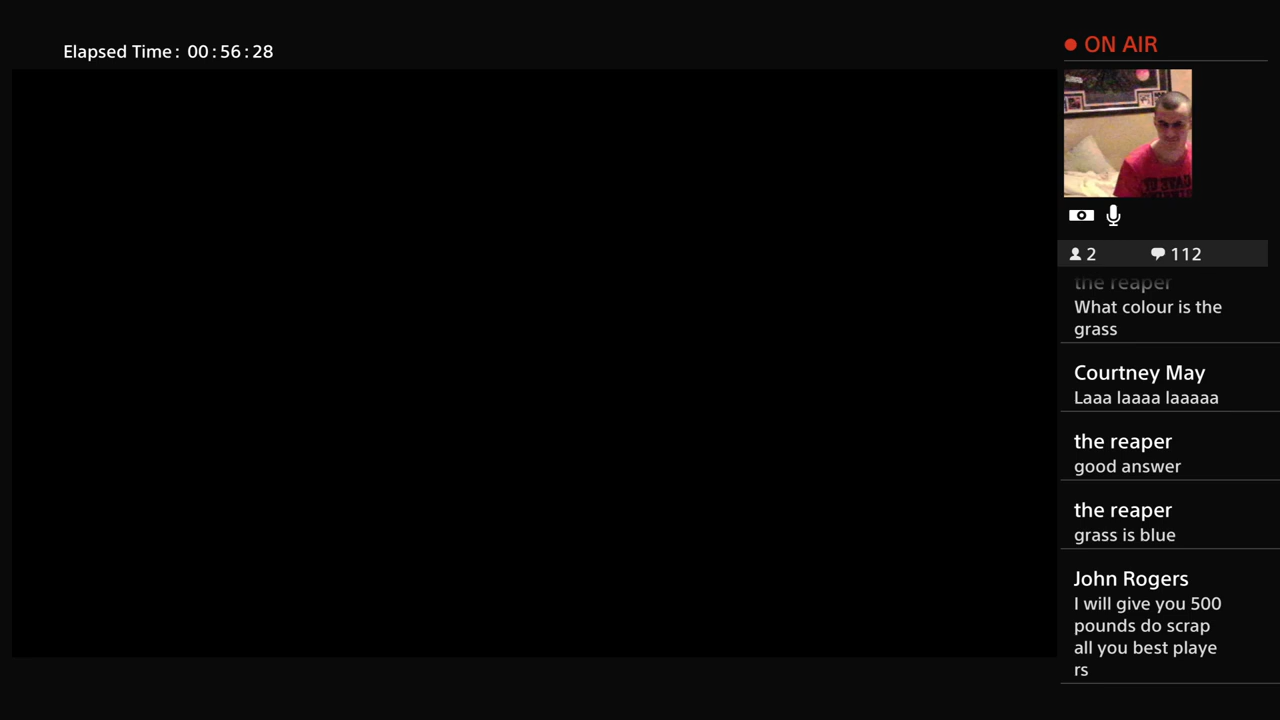 Elapsed Time: 00:56:28
ON AIR
2
112
the reaper
What colour is the
grass
Courtney May
Laaa laaaa laaaaa
the reaper
good answer
the reaper
grass is blue
John Rogers
I will give you 500
pounds do scrap
all you best playe
rs